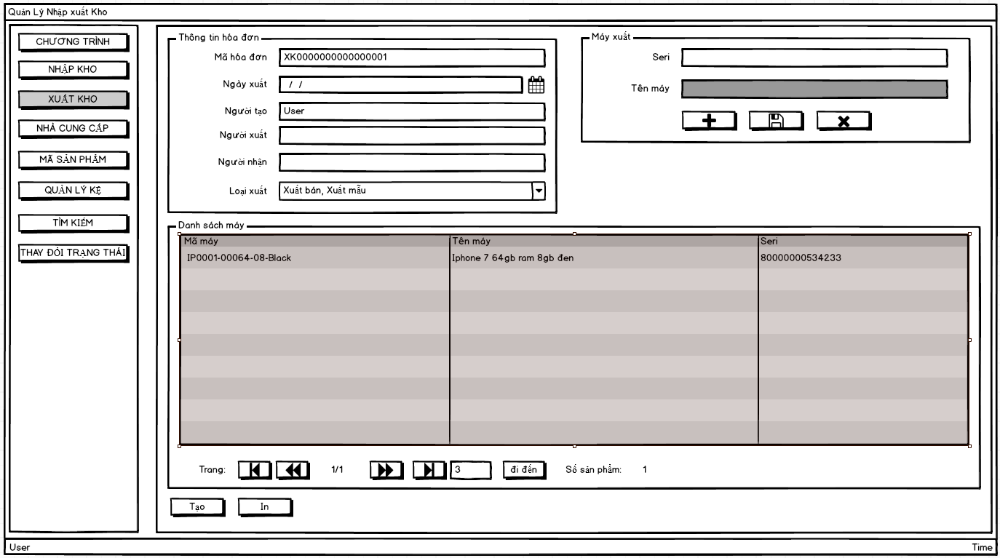 Quản Lý Nhập xuất Kho
CHƯƠNG TRÌNH
NHẬP KHO
XUẤT KHO
NHÀ CUNG CẤP
MÃ SẢN PHẨM
QUẢN LÝ KỆ
TÌM KIẾM
THAY ĐỔI TRẠNG THÁI
Thông tin hóa đơn
Mã hóa đơn XK0000000000000001
Ngày xuất / /
Người tạo User
Người xuất
Người nhận
Loại xuất Xuất bán, Xuất mẫu
Máy xuất
Seri
Tên máy
Danh sách máy
Mã máy Tên máy Seri
IP0001-00064-08-Black Iphone 7 64gb ram 8gb đen 80000000534233
Trang: 1/1 3 đi đến Số sản phẩm: 1
Tạo In
User Time